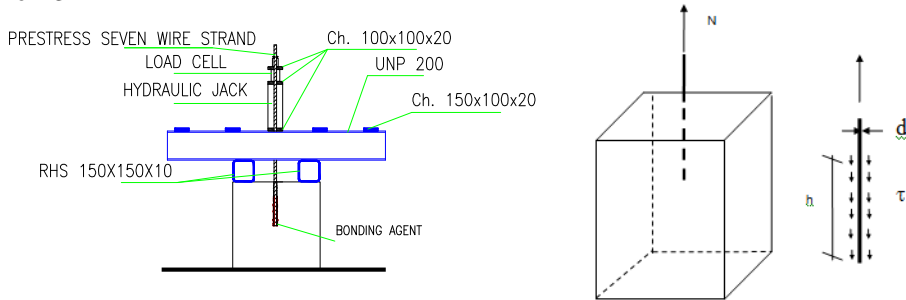 PRESTRESS SEVEN WIRE STRAND
LOAD CELL
HYDRAULIC JACK
Ch. 100x100x20
UNP 200
Ch. 150x100x20
RHS 150X150X10
BONDING AGENT
N
d
h
τ